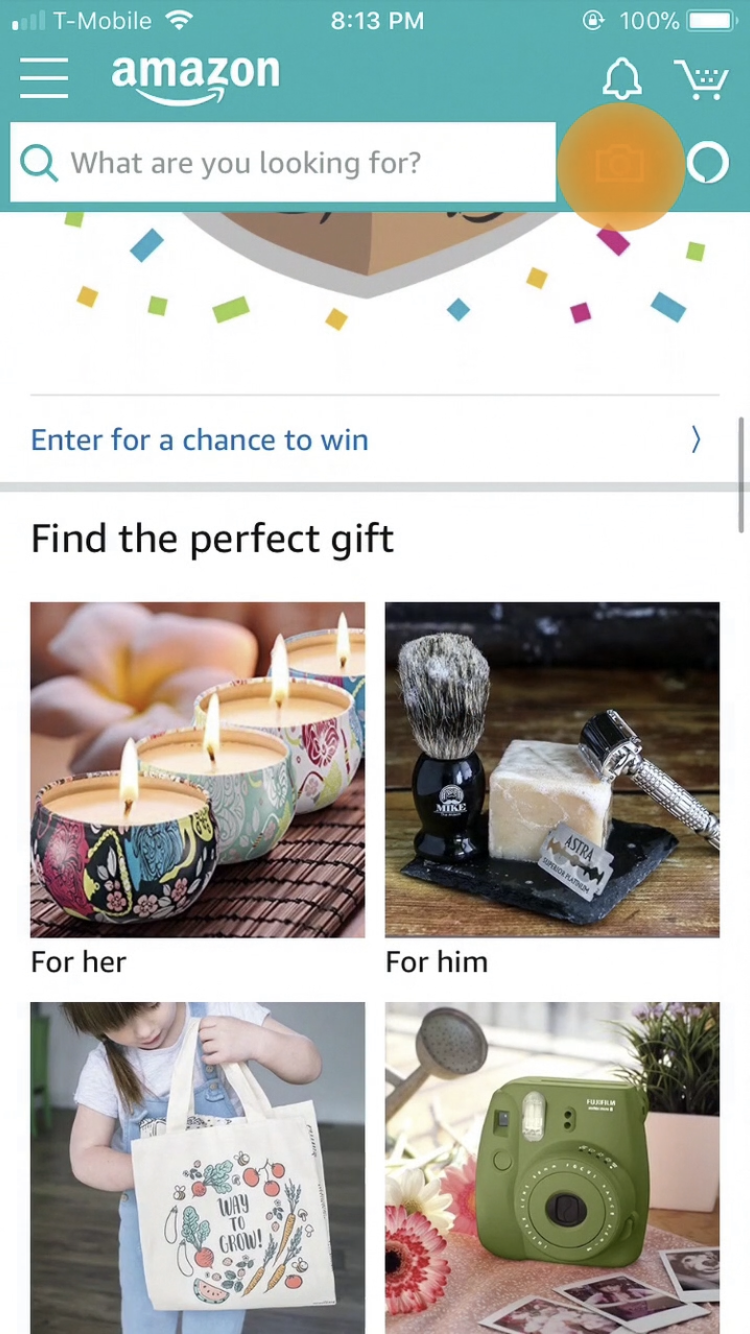 T-Mobile 8:13 PM 100%
amazon
What are you looking for?
Enter for a chance to win
Find the perfect gift
MIKE
ASTRA
SUPERIOR PLATINUM
For her
For him
WAY
TO
GROW!
FUJIFILM